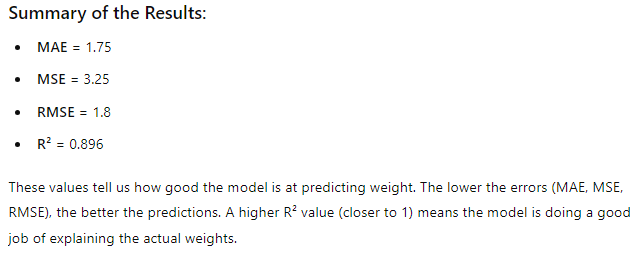 Summary of the Results:
• MAE = 1.75
• MSE = 3.25
• RMSE = 1.8
• R² = 0.896
These values tell us how good the model is at predicting weight. The lower the errors (MAE, MSE,
RMSE), the better the predictions. A higher R² value (closer to 1) means the model is doing a good
job of explaining the actual weights.